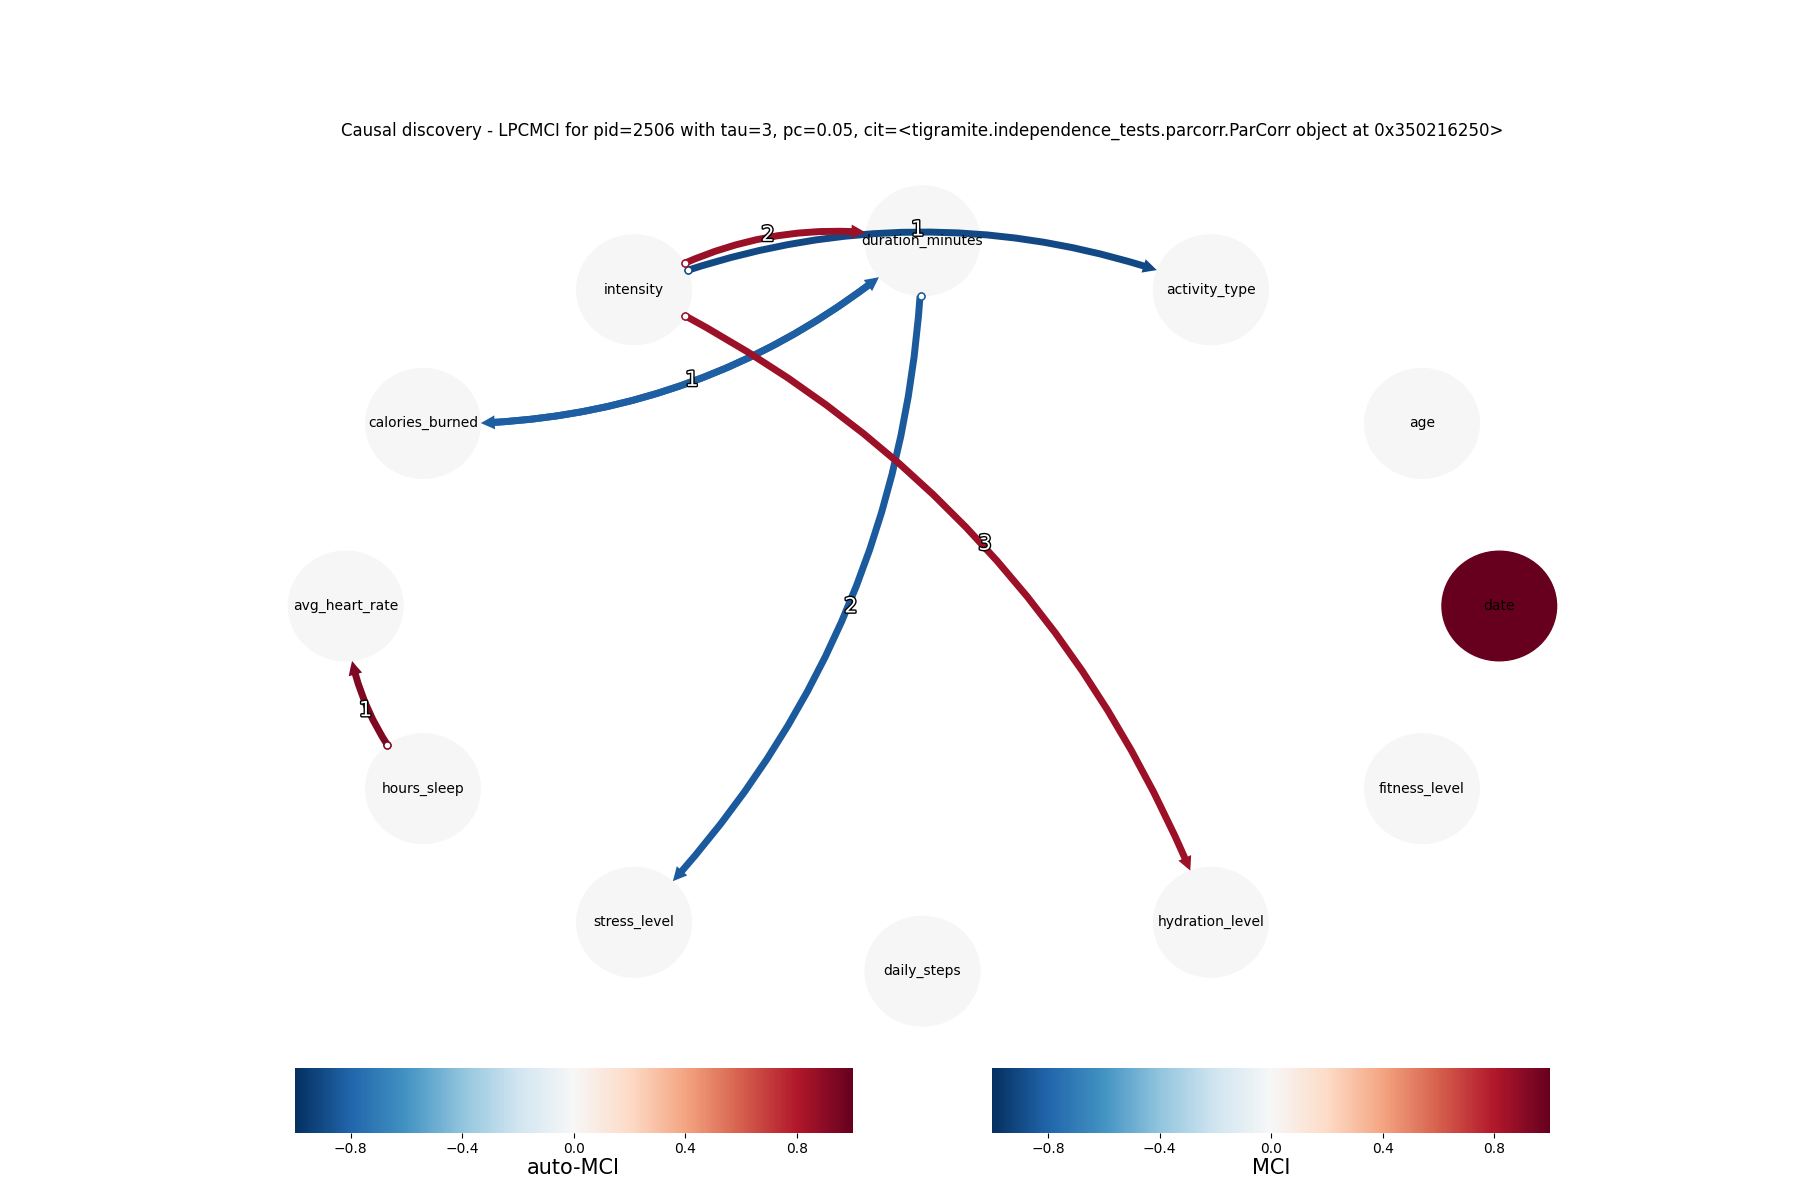 Causal discovery - LPCMCI for pid=2506 with tau=3, pc=0.05, cit=<tigramite.independence_tests.parcorr.ParCorr object at 0x350216250>
2
1
duration_minutes
intensity
activity_type
1
calories_burned
age
3
avg_heart_rate
2
date
1
hours_sleep
fitness_level
stress_level
hydration_level
daily_steps
−0.8 −0.4 0.0 0.4 0.8
auto-MCI
−0.8 −0.4 0.0 0.4 0.8
MCI